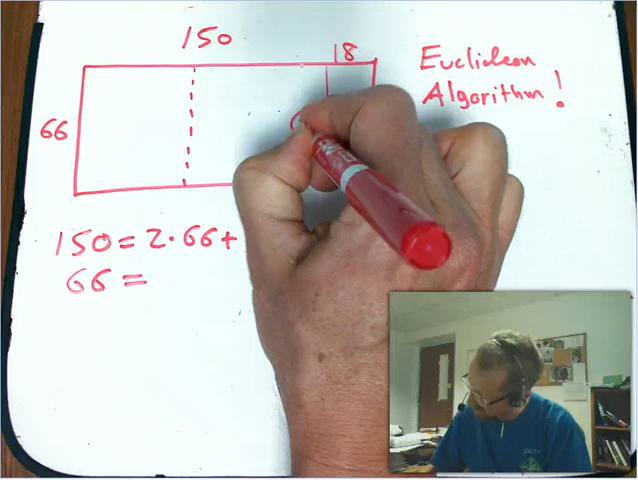 150
18
Euclidean
Algorithm!
66
150 = 2·66+
66 =